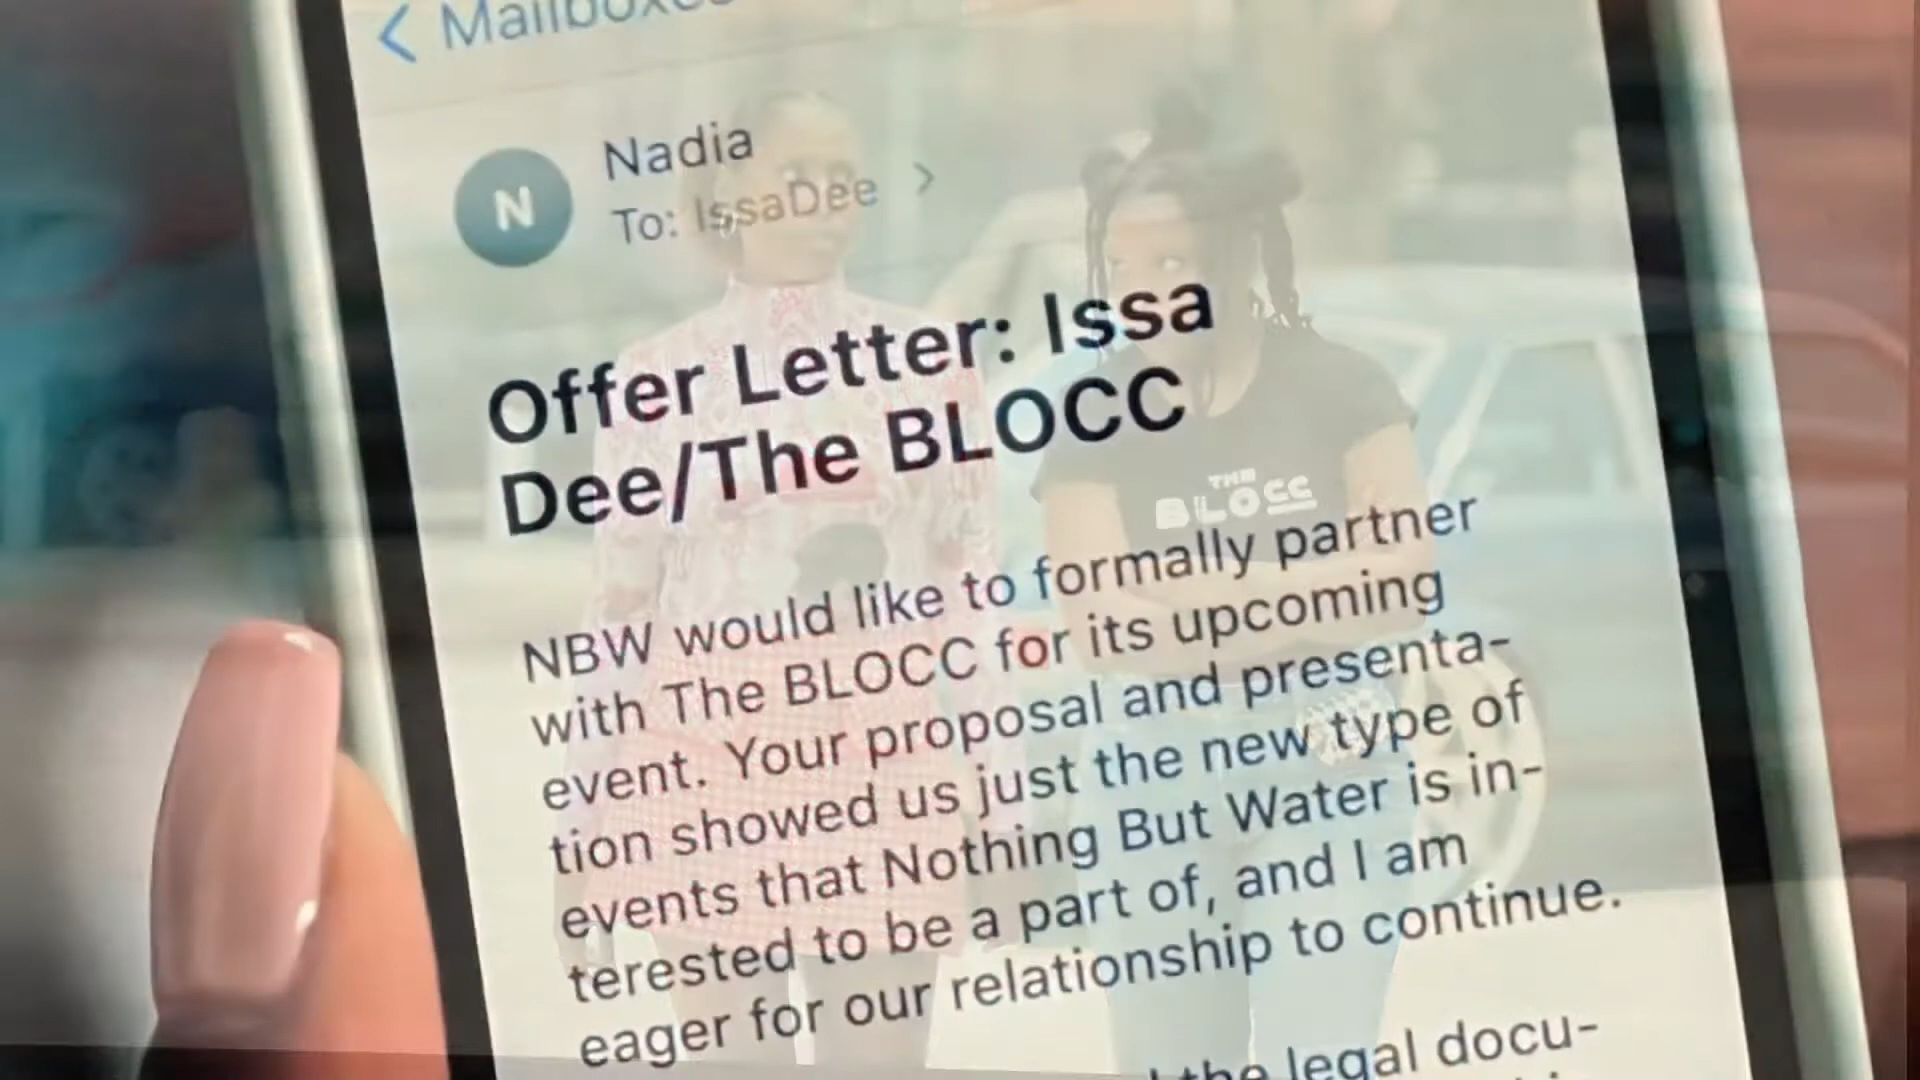 Mailboxes
N
Nadia
To: IssaDee
Offer Letter: Issa
Dee/The BLOCC
THE
BLOCC
NBW would like to formally partner
with The BLOCC for its upcoming
event. Your proposal and presenta-
tion showed us just the new type of
events that Nothing But Water is in-
terested to be a part of, and I am
eager for our relationship to continue.
the legal docu-